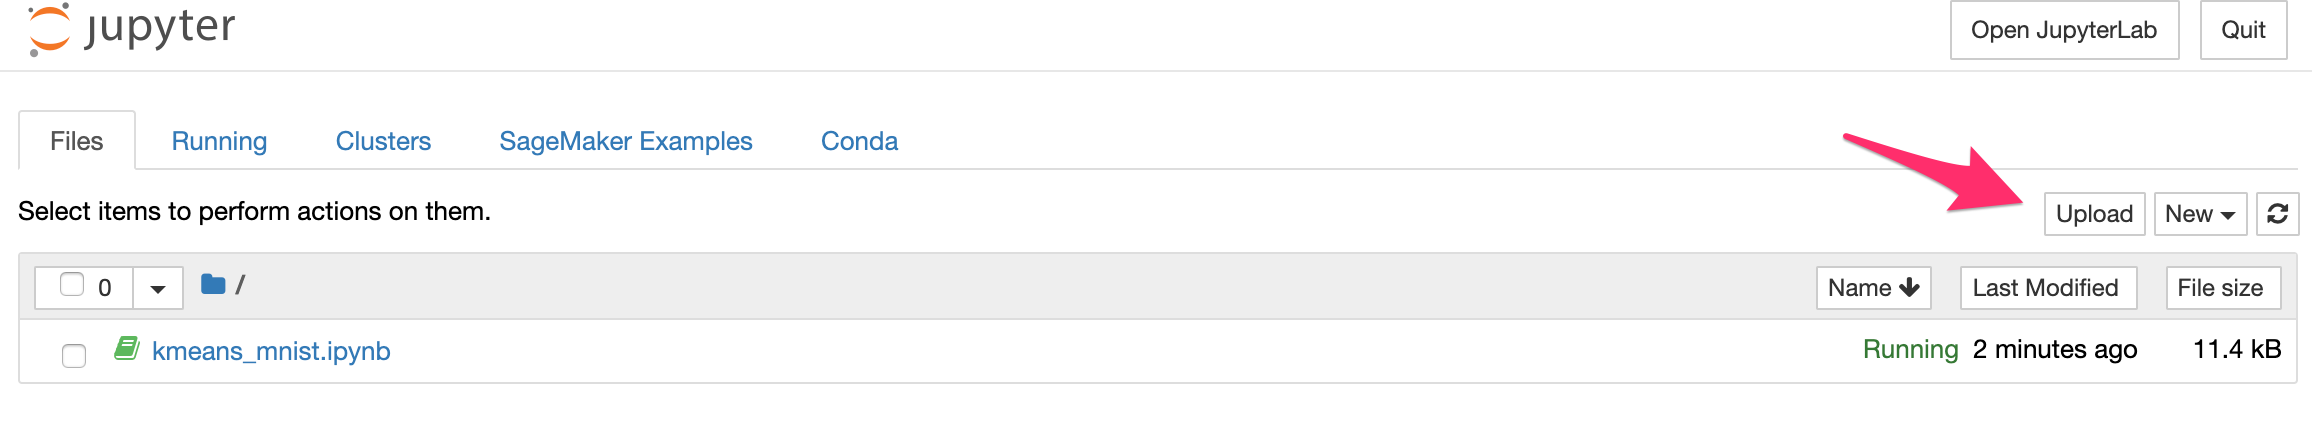 jupyter
Open JupyterLab Quit
Files Running Clusters SageMaker Examples Conda
Select items to perform actions on them.
Upload New
0 / Name Last Modified File size
kmeans_mnist.ipynb Running 2 minutes ago 11.4 kB